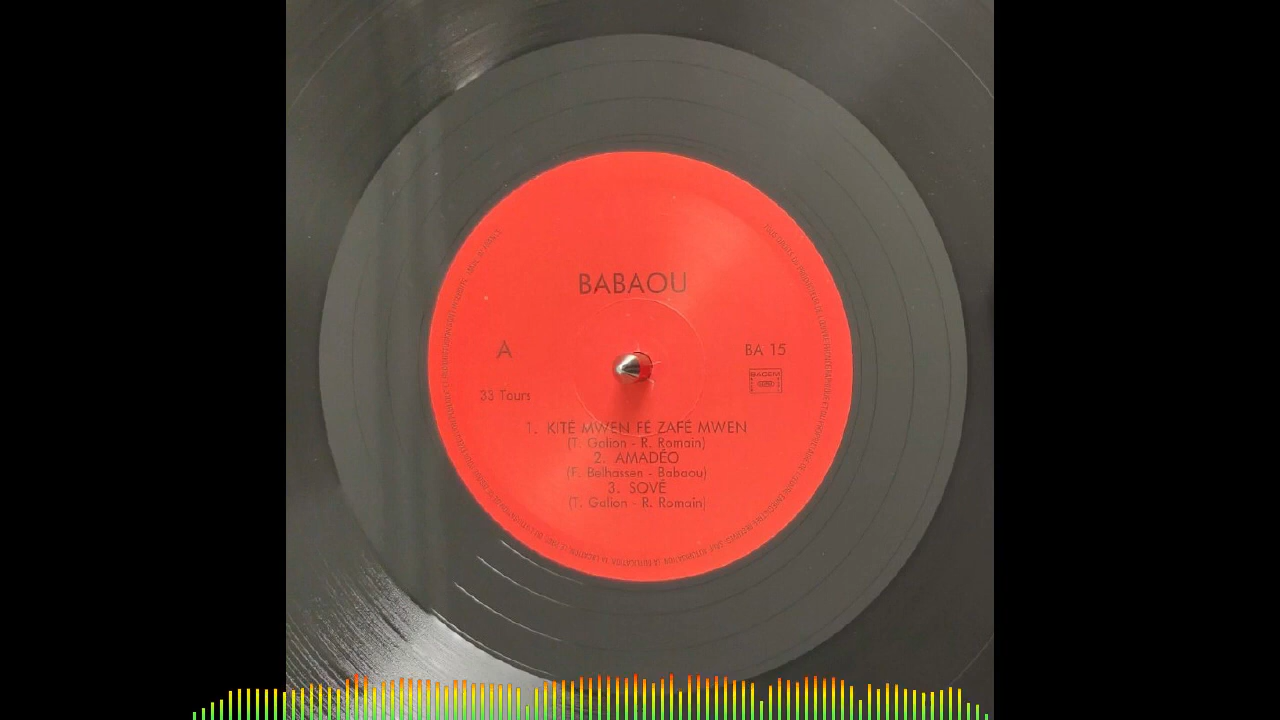 BABAOU
A
BA 15
SACEM
33 Tours
1. KITÉ MWEN FÉ ZAFÉ MWEN
(T. Galion - R. Romain)
2. AMADÉO
(F. Belhassen - Babaou)
3. SOVÉ
(T. Galion - R. Romain)